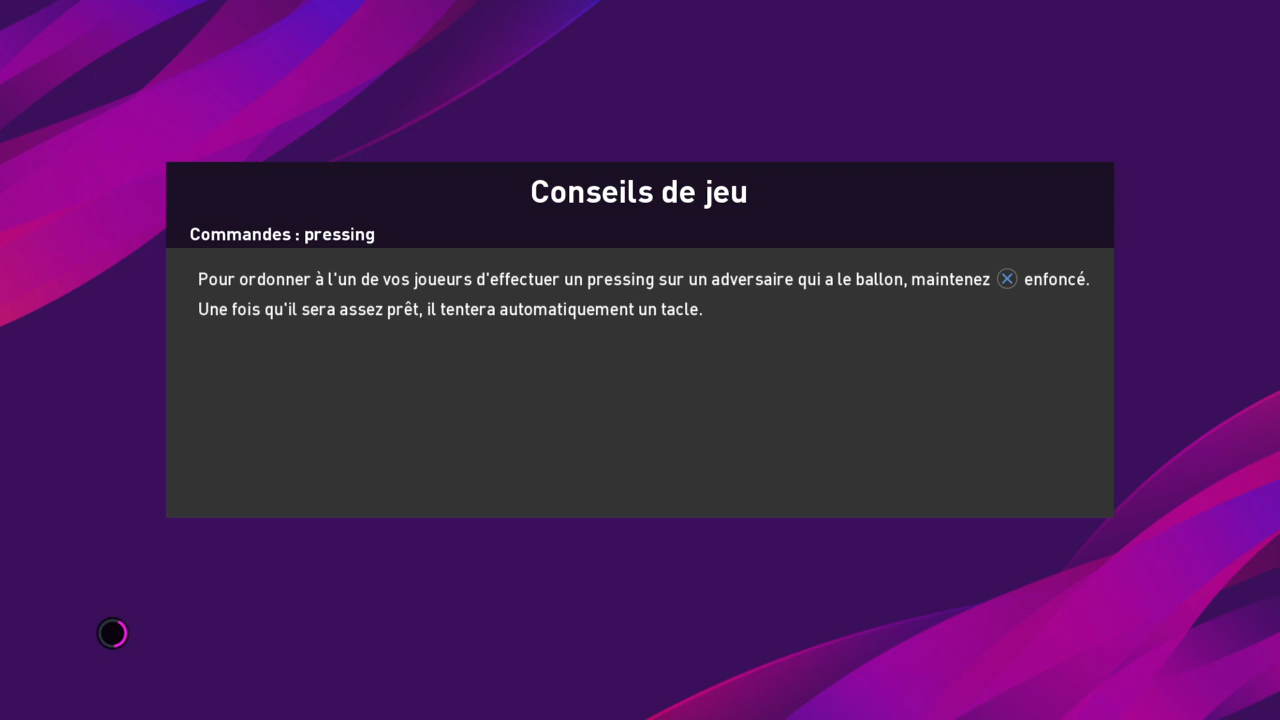 Conseils de jeu
Commandes : pressing
Pour ordonner à l'un de vos joueurs d'effectuer un pressing sur un adversaire qui a le ballon, maintenez ⓧ enfoncé.
Une fois qu'il sera assez prêt, il tentera automatiquement un tacle.